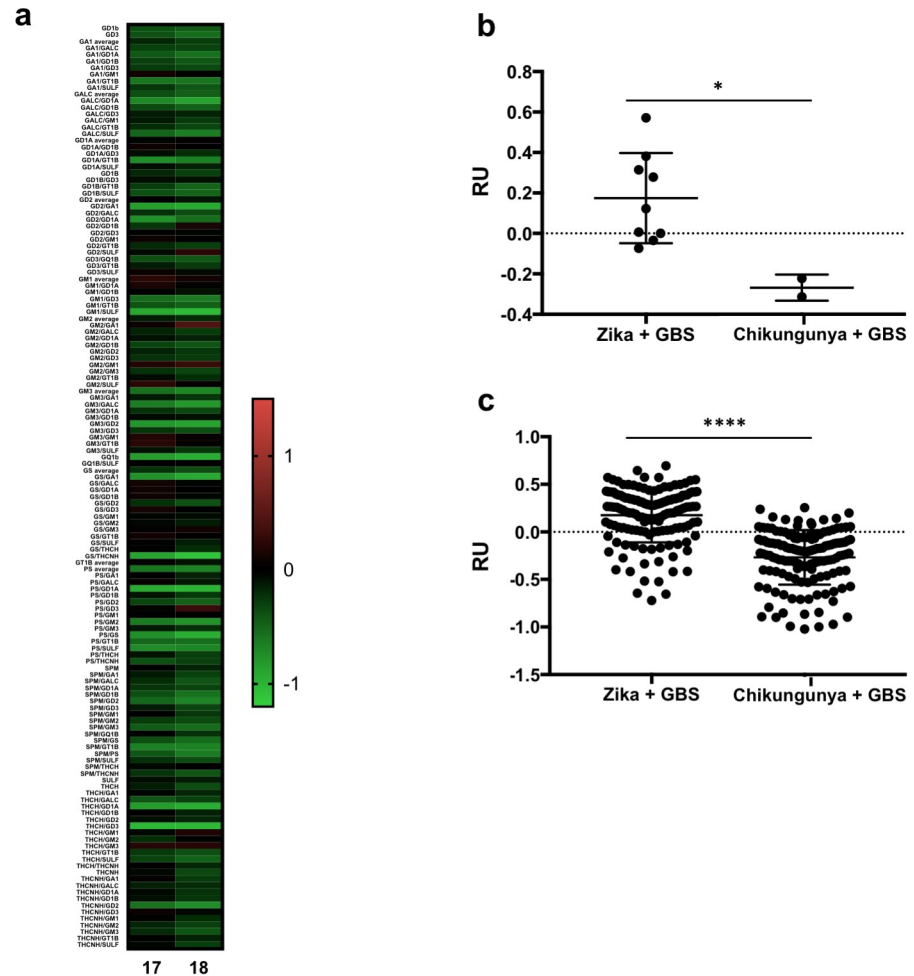 a
GD1b
GD3
GA1 average
GA1/GALC
GA1/GD1A
GA1/GD1B
GA1/GD3
GA1/GM1
GA1/GT1B
GA1/SULF
GALC average
GALC/GD1A
GALC/GD1B
GALC/GD3
GALC/GM1
GALC/GT1B
GALC/SULF
GD1A average
GD1A/GD1B
GD1A/GD3
GD1A/GT1B
GD1A/SULF
GD1B
GD1B/GD3
GD1B/GT1B
GD1B/SULF
GD2 average
GD2/GA1
GD2/GALC
GD2/GD1A
GD2/GD1B
GD2/GD3
GD2/GM1
GD2/GT1B
GD2/SULF
GD3/GQ1B
GD3/GT1B
GD3/SULF
GM1 average
GM1/GD1A
GM1/GD1B
GM1/GD3
GM1/GT1B
GM1/SULF
GM2 average
GM2/GA1
GM2/GALC
GM2/GD1A
GM2/GD1B
GM2/GD2
GM2/GD3
GM2/GM1
GM2/GM3
GM2/GT1B
GM2/SULF
GM3 average
GM3/GA1
GM3/GALC
GM3/GD1A
GM3/GD1B
GM3/GD2
GM3/GD3
GM3/GM1
GM3/GT1B
GM3/SULF
GQ1b
GQ1B/SULF
GS average
GS/GA1
GS/GALC
GS/GD1A
GS/GD1B
GS/GD2
GS/GD3
GS/GM1
GS/GM2
GS/GM3
GS/GT1B
GS/SULF
GS/THCH
GS/THCNH
GT1B average
PS average
PS/GA1
PS/GALC
PS/GD1A
PS/GD1B
PS/GD2
PS/GD3
PS/GM1
PS/GM2
PS/GM3
PS/GS
PS/GT1B
PS/SULF
PS/THCH
PS/THCNH
SPM
SPM/GA1
SPM/GALC
SPM/GD1A
SPM/GD1B
SPM/GD2
SPM/GD3
SPM/GM1
SPM/GM2
SPM/GM3
SPM/GQ1B
SPM/GS
SPM/GT1B
SPM/PS
SPM/SULF
SPM/THCH
SPM/THCNH
SULF
THCH
THCH/GA1
THCH/GALC
THCH/GD1A
THCH/GD1B
THCH/GD2
THCH/GD3
THCH/GM1
THCH/GM2
THCH/GM3
THCH/GT1B
THCH/SULF
THCH/THCNH
THCNH
THCNH/GA1
THCNH/GALC
THCNH/GD1A
THCNH/GD1B
THCNH/GD2
THCNH/GD3
THCNH/GM1
THCNH/GM2
THCNH/GM3
THCNH/GT1B
THCNH/SULF
17 18
1
0
-1
b
*
RU
0.8
0.6
0.4
0.2
0.0
-0.2
-0.4
Zika + GBS Chikungunya + GBS
c
****
RU
1.0
0.5
0.0
-0.5
-1.0
-1.5
Zika + GBS Chikungunya + GBS